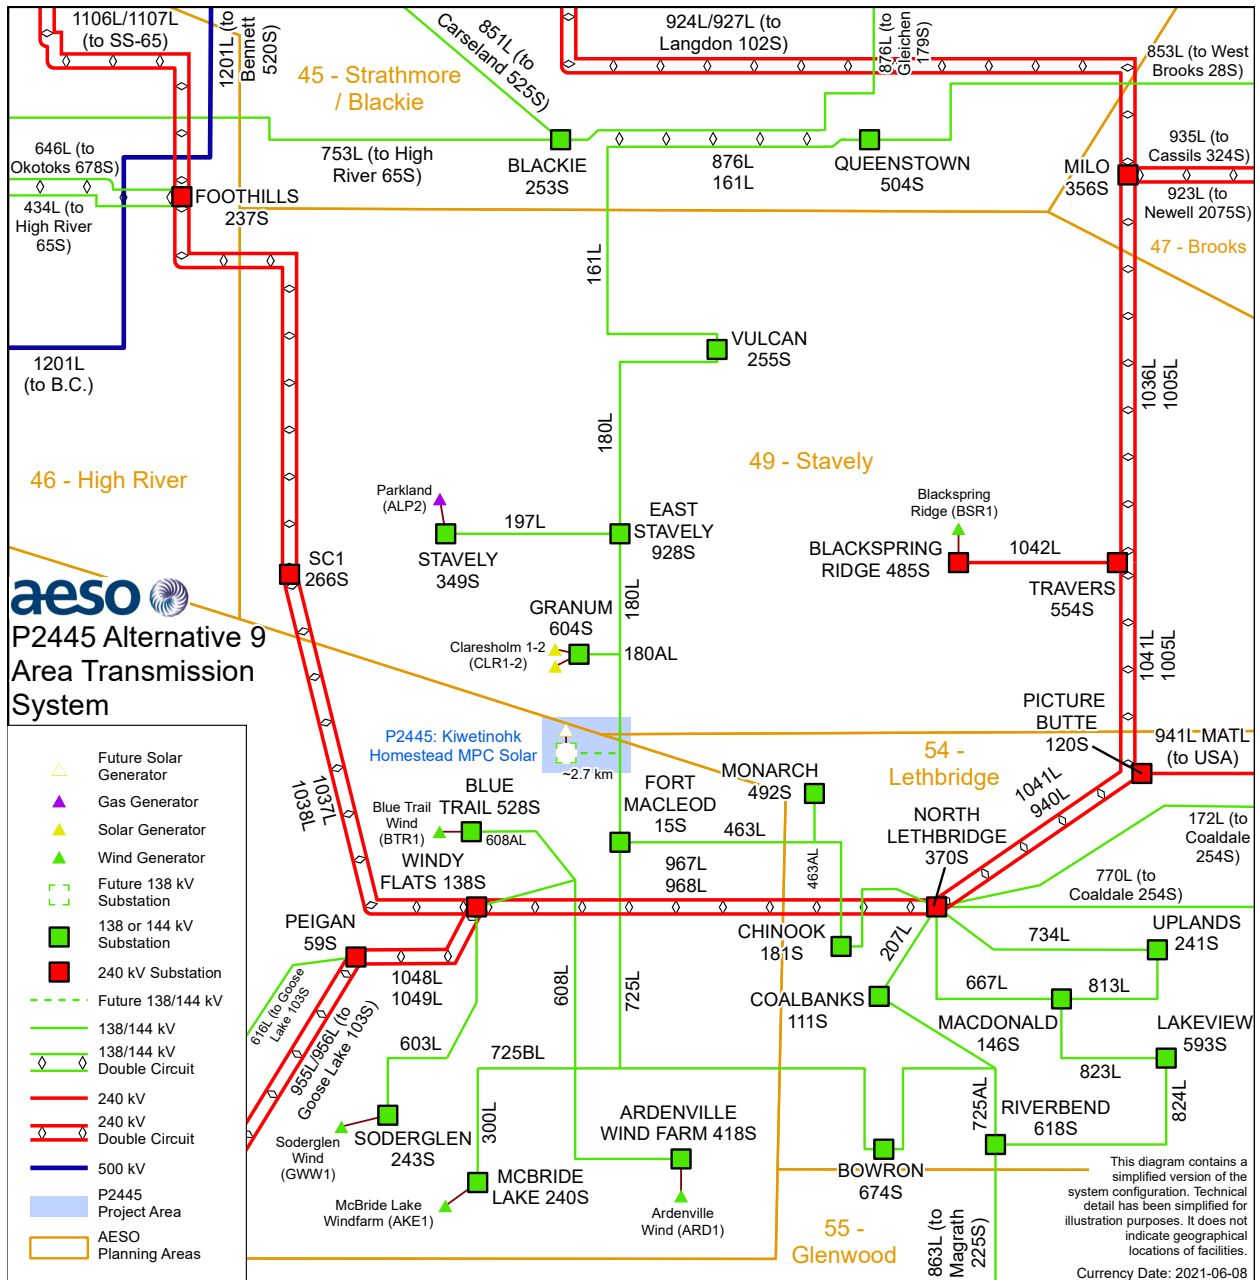 1106L/1107L
(to SS-65)
1201L (to
Bennett
520S)
851L (to
Carseland 525S)
924L/927L (to
Langdon 102S)
876L (to
Gleichen
179S)
853L (to West
Brooks 28S)
45 - Strathmore
/ Blackie
646L (to
Okotoks 678S)
753L (to High
River 65S)
BLACKIE
253S
876L
161L
QUEENSTOWN
504S
MILO
356S
935L (to
Cassils 324S)
923L (to
Newell 2075S)
47 - Brooks
FOOTHILLS
237S
434L (to
High River
65S)
161L
1201L
(to B.C.)
VULCAN
255S
1036L
1005L
180L
46 - High River
49 - Stavely
Parkland
(ALP2)
197L
STAVELY
349S
EAST
STAVELY
928S
Blackspring
Ridge (BSR1)
BLACKSPRING
RIDGE 485S
1042L
TRAVERS
554S
SC1
266S
180L
GRANUM
604S
Claresholm 1-2
(CLR1-2)
180AL
1041L
1005L
aeso
P2445 Alternative 9
Area Transmission
System
P2445: Kiwetinohk
Homestead MPC Solar
~2.7 km
PICTURE
BUTTE
120S
941L MATL
(to USA)
54 -
Lethbridge
MONARCH
492S
FORT
MACLEOD
15S
463L
463AL
1041L
940L
NORTH
LETHBRIDGE
370S
172L (to
Coaldale
254S)
770L (to
Coaldale 254S)
1037L
1038L
BLUE
TRAIL 528S
Blue Trail
Wind
(BTR1)
608AL
WINDY
FLATS 138S
967L
968L
PEIGAN
59S
1048L
1049L
616L (to Goose
Lake 103S
955L/956L (to
Goose Lake 103S)
CHINOOK
181S
207L
734L
UPLANDS
241S
667L
813L
COALBANKS
111S
MACDONALD
146S
LAKEVIEW
593S
823L
824L
608L
725L
603L
725BL
300L
SODERGLEN
243S
Soderglen
Wind
(GWW1)
MCBRIDE
LAKE 240S
McBride Lake
Windfarm (AKE1)
ARDENVILLE
WIND FARM 418S
Ardenville
Wind (ARD1)
725AL
RIVERBEND
618S
BOWRON
674S
863L (to
Magrath
225S)
55 -
Glenwood
Future Solar
Generator
Gas Generator
Solar Generator
Wind Generator
Future 138 kV
Substation
138 or 144 kV
Substation
240 kV Substation
Future 138/144 kV
138/144 kV
138/144 kV
Double Circuit
240 kV
240 kV
Double Circuit
500 kV
P2445
Project Area
AESO
Planning Areas
This diagram contains a
simplified version of the
system configuration. Technical
detail has been simplified for
illustration purposes. It does not
indicate geographical
locations of facilities.
Currency Date: 2021-06-08